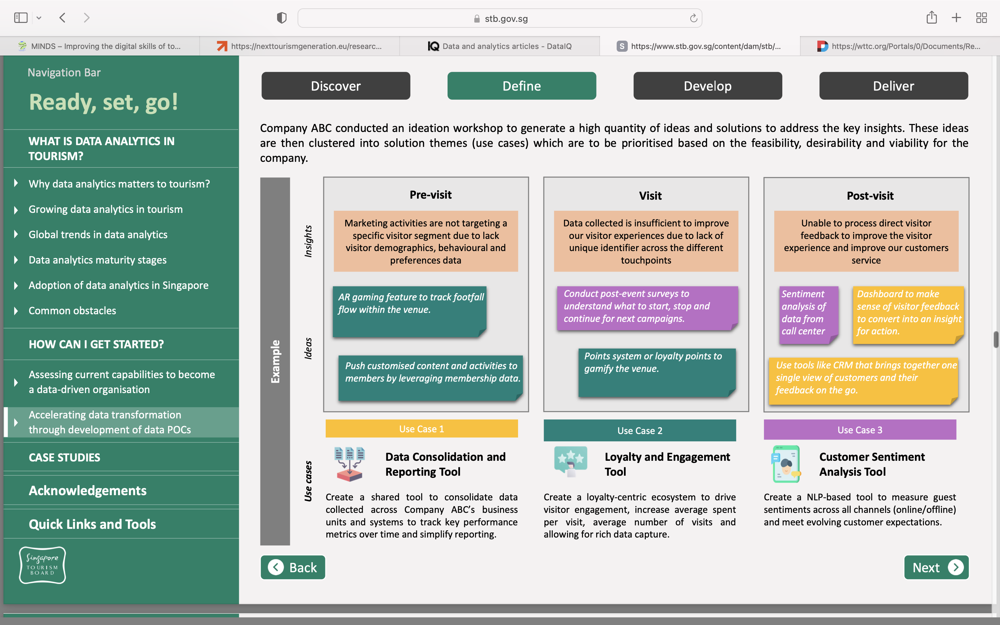 stb.gov.sg
MINDS – Improving the digital skills of to...
https://nexttourismgeneration.eu/researc...
IQ Data and analytics articles - DataIQ
S https://www.stb.gov.sg/content/dam/stb/...
https://wttc.org/Portals/0/Documents/Re...
Navigation Bar
Ready, set, go!
WHAT IS DATA ANALYTICS IN
TOURISM?
Why data analytics matters to tourism?
Growing data analytics in tourism
Global trends in data analytics
Data analytics maturity stages
Adoption of data analytics in Singapore
Common obstacles
HOW CAN I GET STARTED?
Assessing current capabilities to become
a data-driven organisation
Accelerating data transformation
through development of data POCs
CASE STUDIES
Acknowledgements
Quick Links and Tools
Singapore
TOURISM
BOARD
Discover
Define
Develop
Deliver
Company ABC conducted an ideation workshop to generate a high quantity of ideas and solutions to address the key insights. These ideas
are then clustered into solution themes (use cases) which are to be prioritised based on the feasibility, desirability and viability for the
company.
Example
Insights
Ideas
Use cases
Pre-visit
Marketing activities are not targeting a
specific visitor segment due to lack
visitor demographics, behavioural and
preferences data
AR gaming feature to track footfall
flow within the venue.
Push customised content and activities to
members by leveraging membership data.
Visit
Data collected is insufficient to improve
our visitor experiences due to lack of
unique identifier across the different
touchpoints
Conduct post-event surveys to
understand what to start, stop and
continue for next campaigns.
Points system or loyalty points to
gamify the venue.
Post-visit
Unable to process direct visitor
feedback to improve the visitor
experience and improve our customers
service
Sentiment
analysis of
data from
call center
Dashboard to make
sense of visitor feedback
to convert into an insight
for action.
Use tools like CRM that brings together one
single view of customers and their
feedback on the go.
Use Case 1
Data Consolidation and
Reporting Tool
Create a shared tool to consolidate data
collected across Company ABC's business
units and systems to track key performance
metrics over time and simplify reporting.
Use Case 2
Loyalty and Engagement
Tool
Create a loyalty-centric ecosystem to drive
visitor engagement, increase average spent
per visit, average number of visits and
allowing for rich data capture.
Use Case 3
Customer Sentiment
Analysis Tool
Create a NLP-based tool to measure guest
sentiments across all channels (online/offline)
and meet evolving customer expectations.
Back
Next